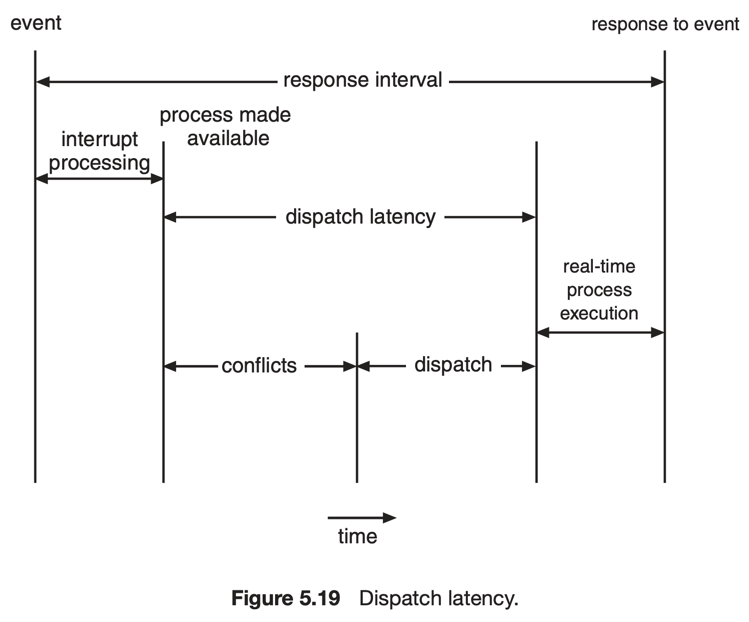 event
response to event
response interval
process made
available
interrupt
processing
dispatch latency
real-time
process
execution
conflicts
dispatch
time
Figure 5.19 Dispatch latency.